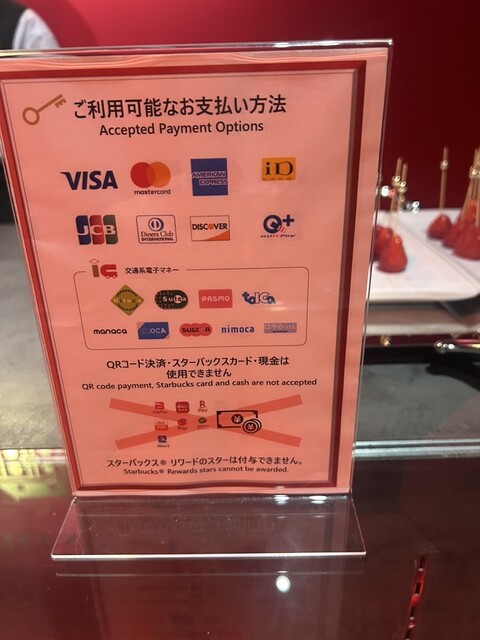 ご利用可能なお支払い方法
Accepted Payment Options
VISA mastercard AMERICAN EXPRESS iD
JCB Diners Club INTERNATIONAL DISCOVER
交通系電子マネー
Suica PASMO toica
manaca ICOCA SUGOCA nimoca
QRコード決済・スターバックスカード・現金は
使用できません
QR code payment, Starbucks card and cash are not accepted
スターバックス® リワードのスターは付与できません。
Starbucks® Rewards stars cannot be awarded.